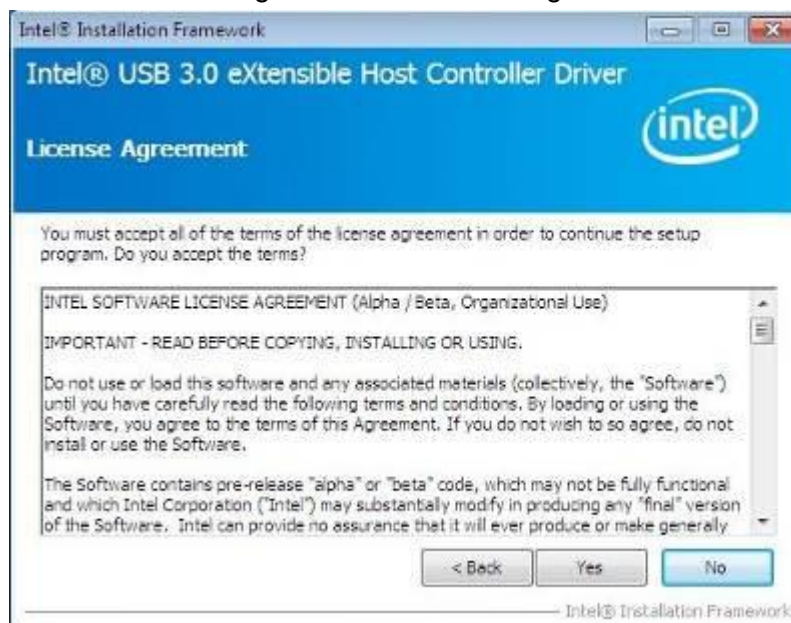 Intel® Installation Framework
Intel® USB 3.0 eXtensible Host Controller Driver
intel
License Agreement
You must accept all of the terms of the license agreement in order to continue the setup
program. Do you accept the terms?
INTEL SOFTWARE LICENSE AGREEMENT (Alpha / Beta, Organizational Use)
IMPORTANT - READ BEFORE COPYING, INSTALLING OR USING.
Do not use or load this software and any associated materials (collectively, the "Software")
until you have carefully read the following terms and conditions. By loading or using the
Software, you agree to the terms of this Agreement. If you do not wish to so agree, do not
install or use the Software.
The Software contains pre-release "alpha" or "beta" code, which may not be fully functional
and which Intel Corporation ("Intel") may substantially modify in producing any "final" version
of the Software. Intel can provide no assurance that it will ever produce or make generally
< Back Yes No
Intel® Installation Framework